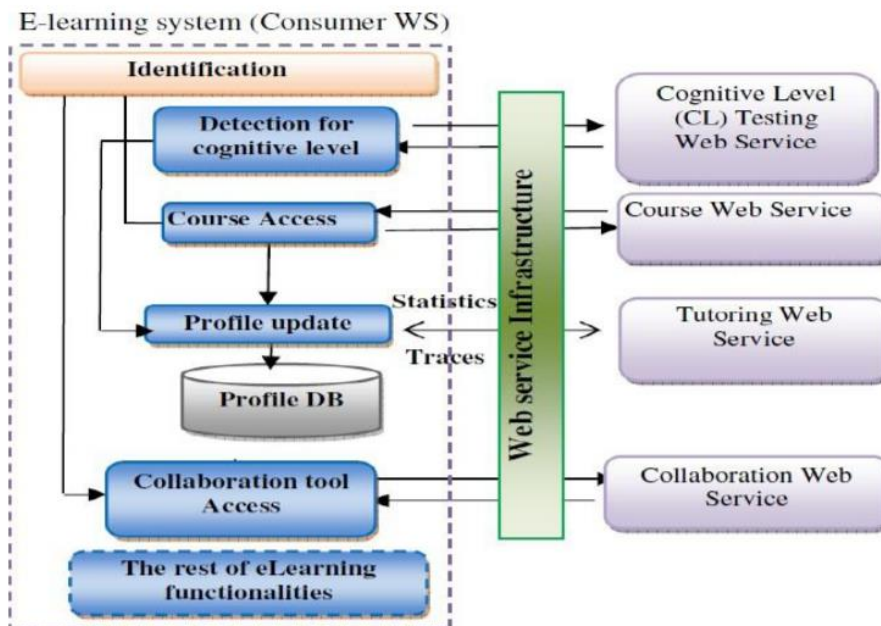 E-learning system (Consumer WS)
Identification
Detection for
cognitive level
Course Access
Profile update
Profile DB
Collaboration tool
Access
The rest of eLearning
functionalities
Statistics
Traces
Web service Infrastructure
Cognitive Level
(CL) Testing
Web Service
Course Web Service
Tutoring Web
Service
Collaboration Web
Service